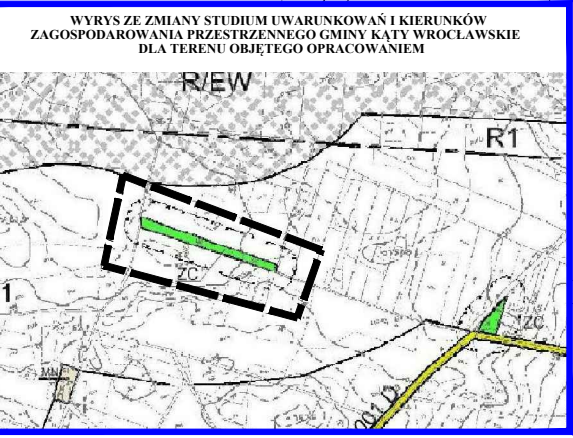 WYRYS ZE ZMIANY STUDIUM UWARUNKOWAŃ I KIERUNKÓW
ZAGOSPODAROWANIA PRZESTRZENNEGO GMINY KĄTY WROCŁAWSKIE
DLA TERENU OBJĘTEGO OPRACOWANIEM
R/EW
R1
ZC
1
ZC
MN
001 D